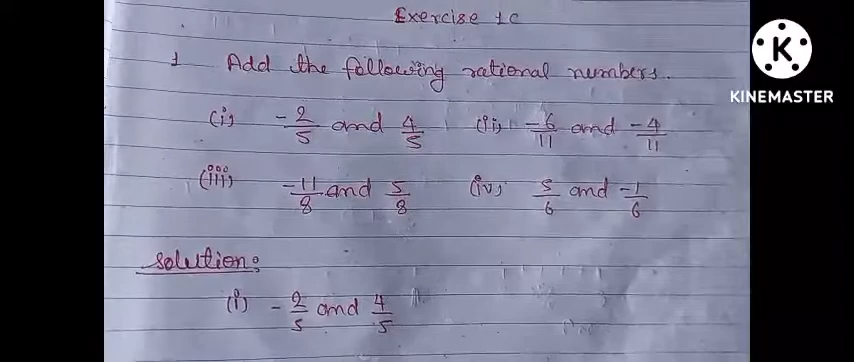 Exercise 1c
1 Add the following rational numbers.
(i) -2/5 and 4/5 (ii) -6/11 and -4/11
(iii) -11/8 and 5/8 (iv) 5/6 and -1/6
Solution:
(i) -2/5 and 4/5
K
KINEMASTER